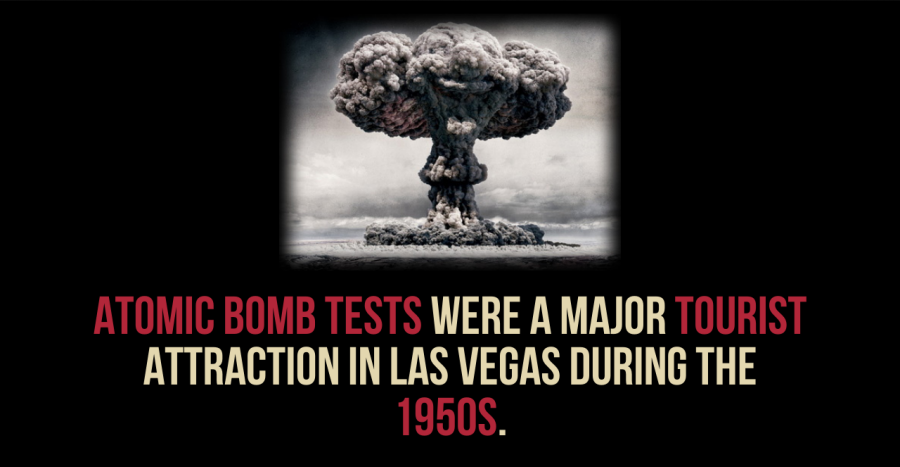 ATOMIC BOMB TESTS WERE A MAJOR TOURIST
ATTRACTION IN LAS VEGAS DURING THE
1950S.